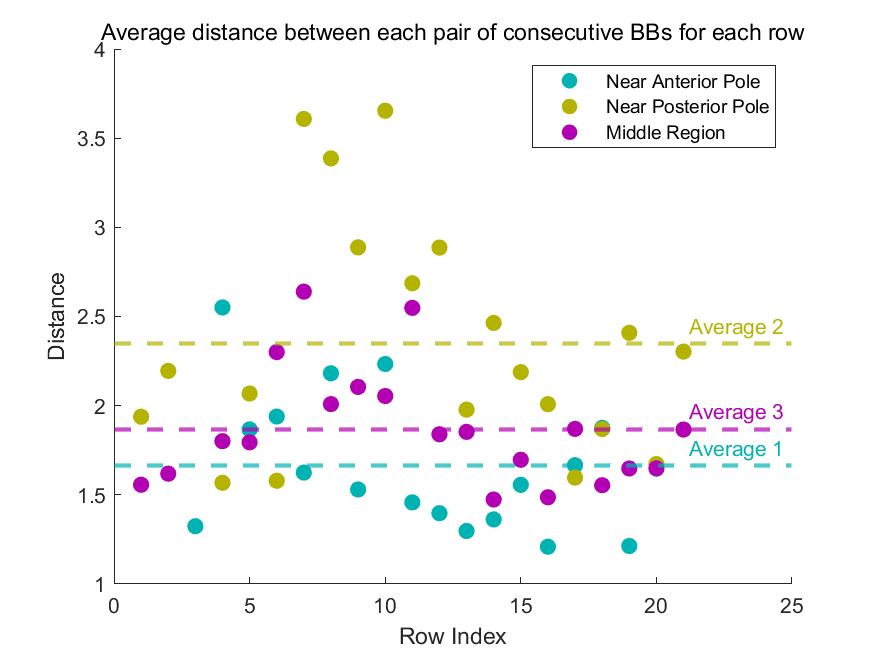 Average distance between each pair of consecutive BBs for each row
4
3.5
3
2.5
2
1.5
1
Distance
Near Anterior Pole
Near Posterior Pole
Middle Region
Average 2
Average 3
Average 1
0 5 10 15 20 25
Row Index